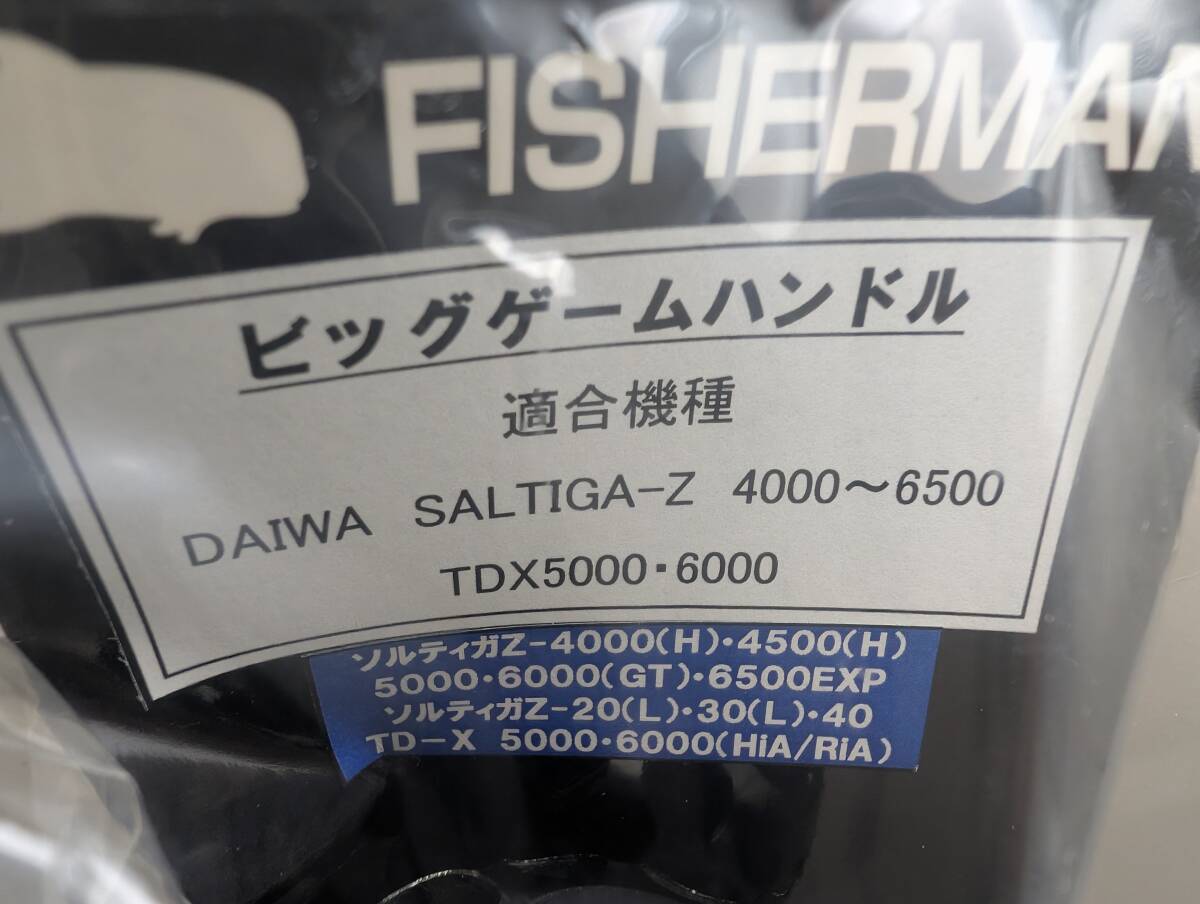 FISHERMAN
ビッグゲームハンドル
適合機種
DAIWA SALTIGA-Z 4000～6500
TDX5000・6000
ソルティガZ-4000(H)・4500(H)
5000・6000(GT)・6500EXP
ソルティガZ-20(L)・30(L)・40
TD-X 5000・6000(HiA/RiA)